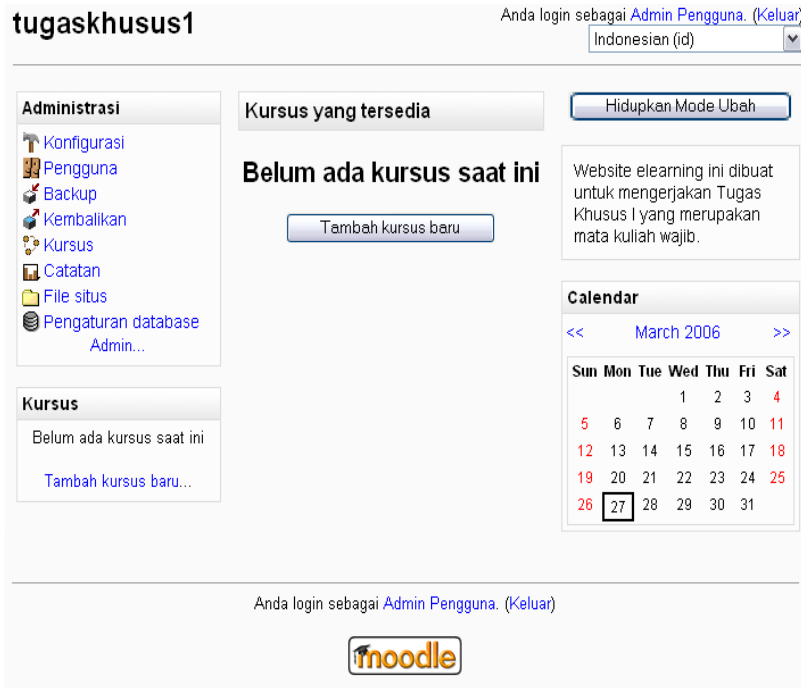 tugaskhusus1
Anda login sebagai Admin Pengguna. (Keluar)
Indonesian (id)
Administrasi
Konfigurasi
Pengguna
Backup
Kembalikan
Kursus
Catatan
File situs
Pengaturan database
Admin...
Kursus
Belum ada kursus saat ini
Tambah kursus baru...
Kursus yang tersedia
Belum ada kursus saat ini
Tambah kursus baru
Hidupkan Mode Ubah
Website elearning ini dibuat
untuk mengerjakan Tugas
Khusus I yang merupakan
mata kuliah wajib.
Calendar
<< March 2006 >>
Sun Mon Tue Wed Thu Fri Sat
1 2 3 4
5 6 7 8 9 10 11
12 13 14 15 16 17 18
19 20 21 22 23 24 25
26 27 28 29 30 31
Anda login sebagai Admin Pengguna. (Keluar)
moodle